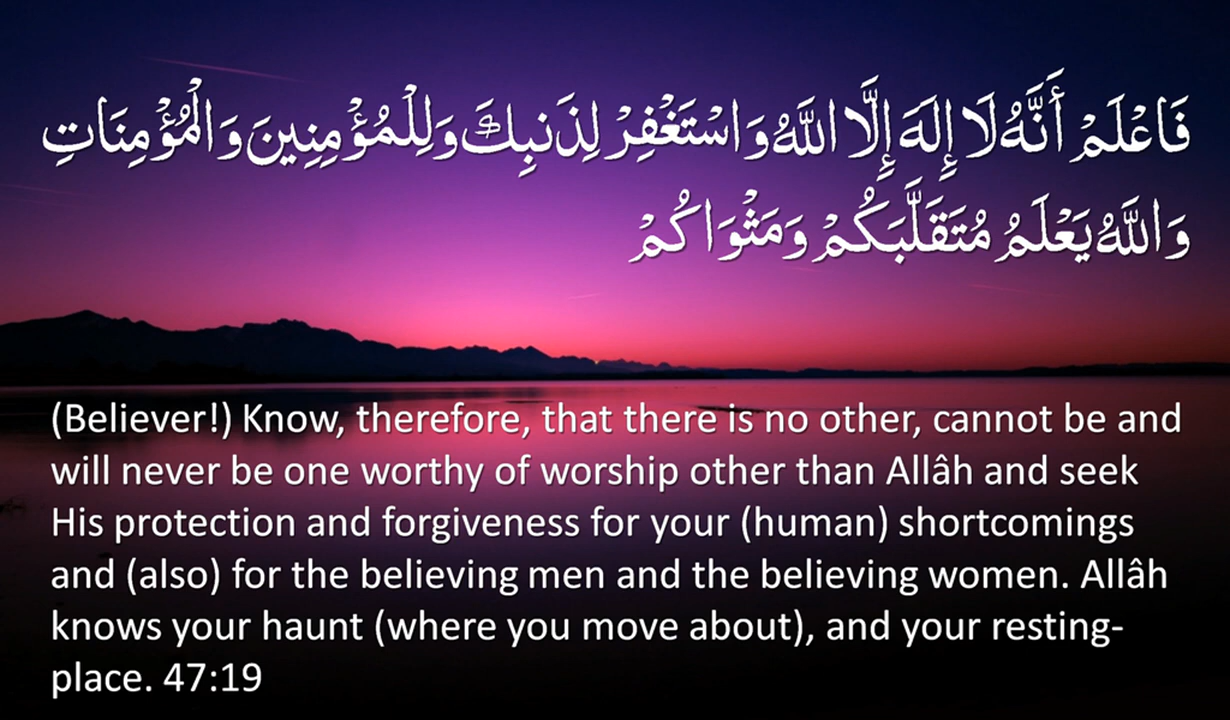 فَاعْلَمْ أَنَّهُ لَا إِلَهَ إِلَّا اللَّهُ وَاسْتَغْفِرْ لِذَنبِكَ وَلِلْمُؤْمِنِينَ وَالْمُؤْمِنَاتِ
وَاللَّهُ يَعْلَمُ مُتَقَلَّبَكُمْ وَمَثْوَاكُمْ
(Believer!) Know, therefore, that there is no other, cannot be and
will never be one worthy of worship other than Allâh and seek
His protection and forgiveness for your (human) shortcomings
and (also) for the believing men and the believing women. Allâh
knows your haunt (where you move about), and your resting-
place. 47:19